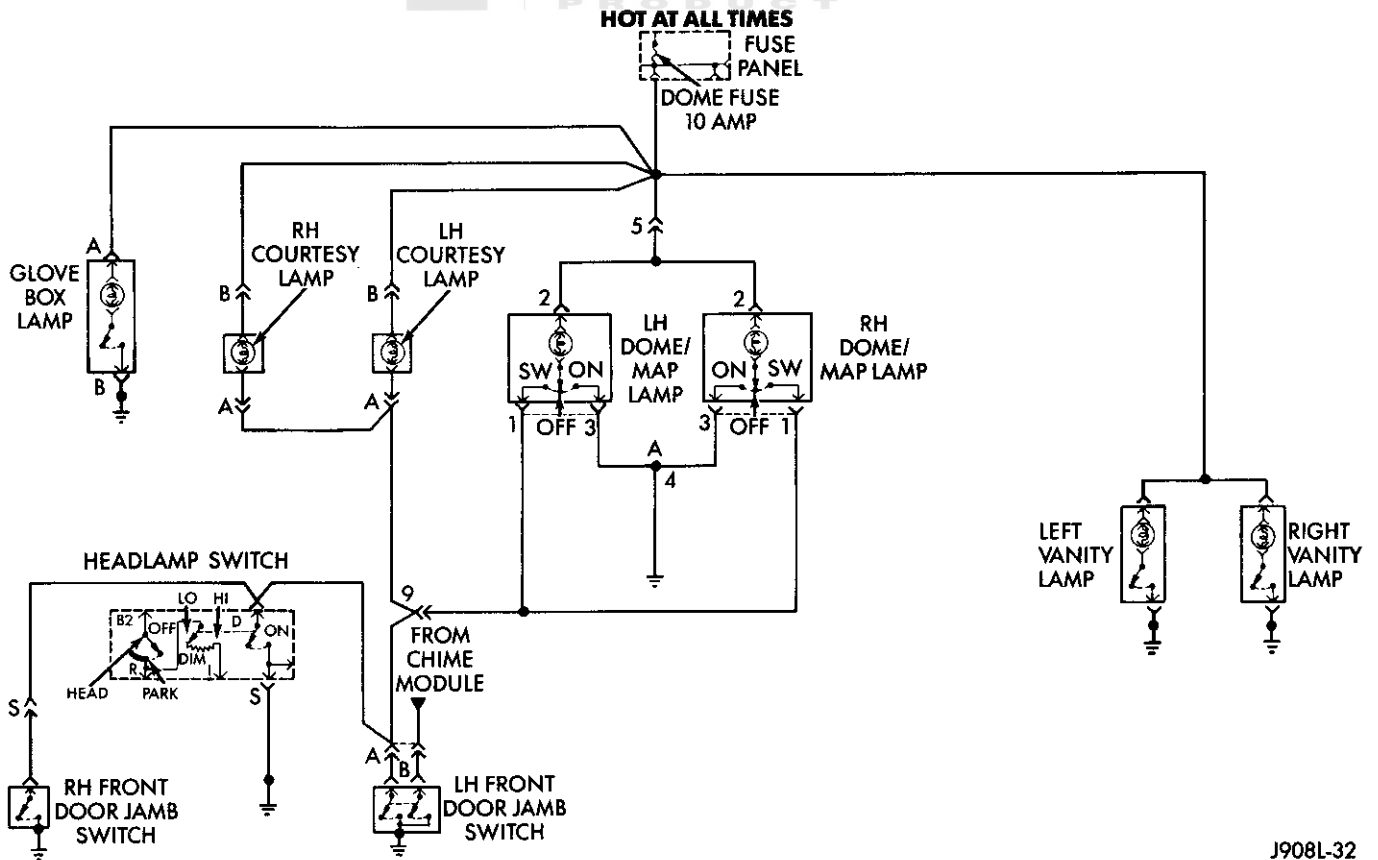 PRODUCT
HOT AT ALL TIMES
FUSE
PANEL
DOME FUSE
10 AMP
5
RH
COURTESY
LAMP
LH
COURTESY
LAMP
A
GLOVE
BOX
LAMP
B
B
B
A
A
2
2
LH
DOME/
MAP
LAMP
RH
DOME/
MAP LAMP
SW
ON
ON
SW
1
OFF
3
3
OFF
1
A
4
LEFT
VANITY
LAMP
RIGHT
VANITY
LAMP
HEADLAMP SWITCH
LO
HI
B2
OFF
D
ON
DIM
R
I
HEAD
PARK
S
S
9
FROM
CHIME
MODULE
A
B
RH FRONT
DOOR JAMB
SWITCH
LH FRONT
DOOR JAMB
SWITCH
J908L-32